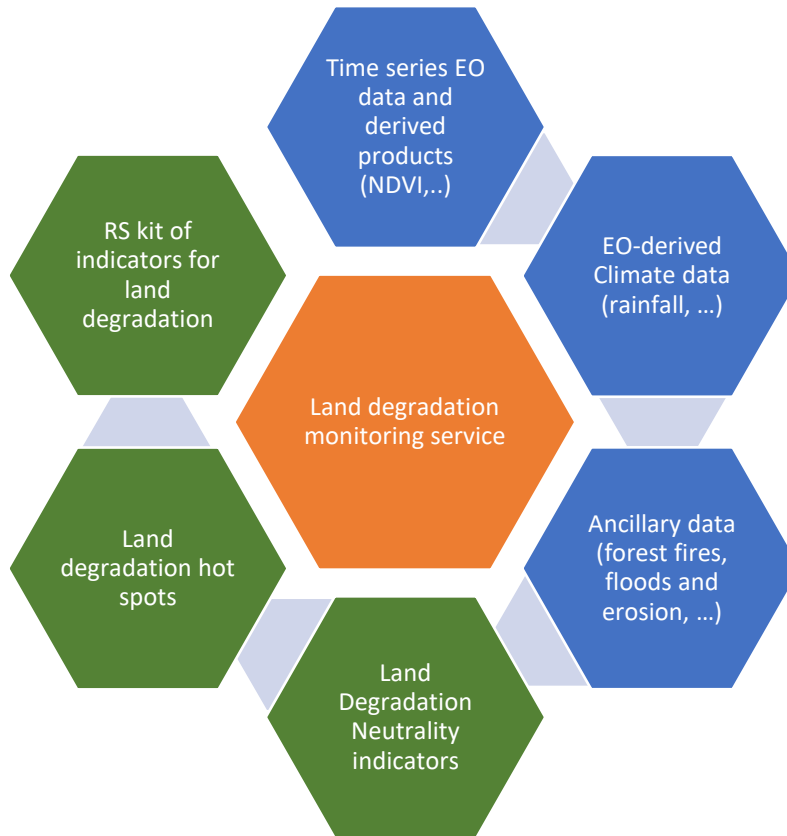 Time series EO
data and
derived
products
(NDVI,..)
EO-derived
Climate data
(rainfall, …)
Ancillary data
(forest fires,
floods and
erosion, …)
Land
Degradation
Neutrality
indicators
Land
degradation hot
spots
RS kit of
indicators for
land
degradation
Land degradation
monitoring service